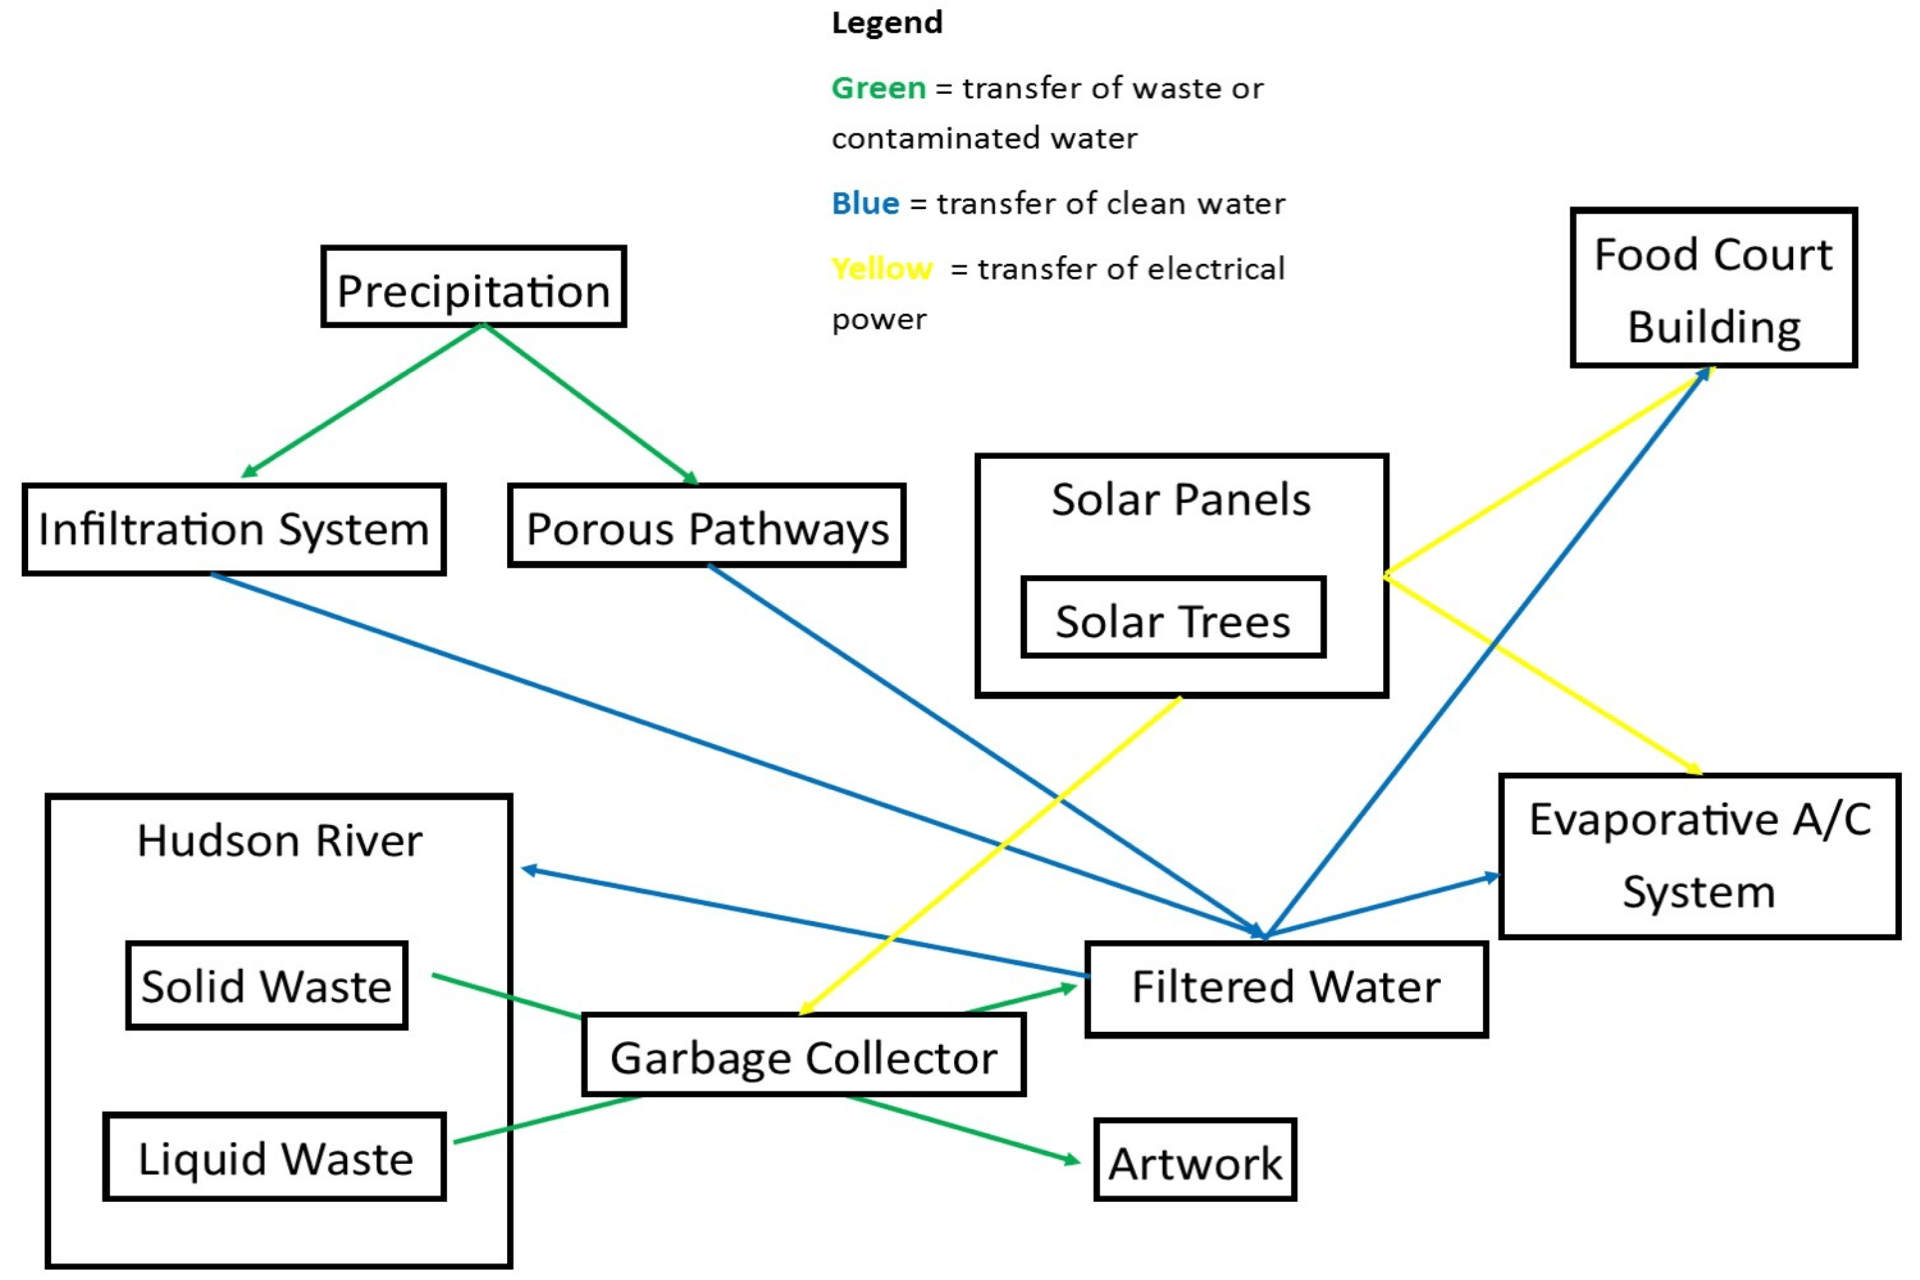 Legend
Green = transfer of waste or
contaminated water
Blue = transfer of clean water
Yellow = transfer of electrical
power
Food Court
Building
Precipitation
Infiltration System
Porous Pathways
Solar Panels
Solar Trees
Evaporative A/C
System
Hudson River
Solid Waste
Filtered Water
Garbage Collector
Liquid Waste
Artwork